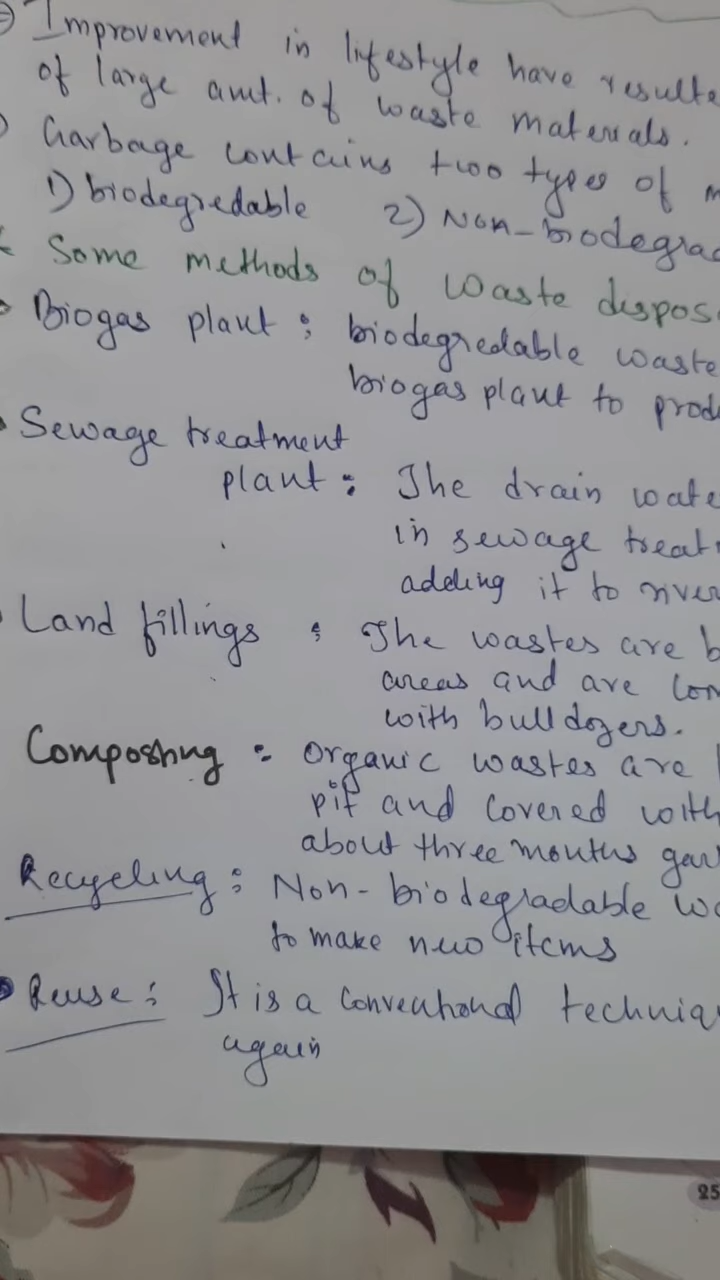 Improvement in lifestyle have resulte
of large amt. of waste materials.
Garbage contains two types of m
1) biodegredable 2) Non-biodegrad
Some methods of waste dispos
Biogas plant : biodegredable waste
biogas plant to prod
Sewage treatment
plant : The drain wate
in sewage treat
adding it to river
Land fillings : The wastes are b
areas and are com
with bulldozers.
Composting : Organic wastes are
pit and covered with
about three months gar
Recycling : Non-biodegradable wa
to make new items
Reuse : It is a conventional techniq
again
25